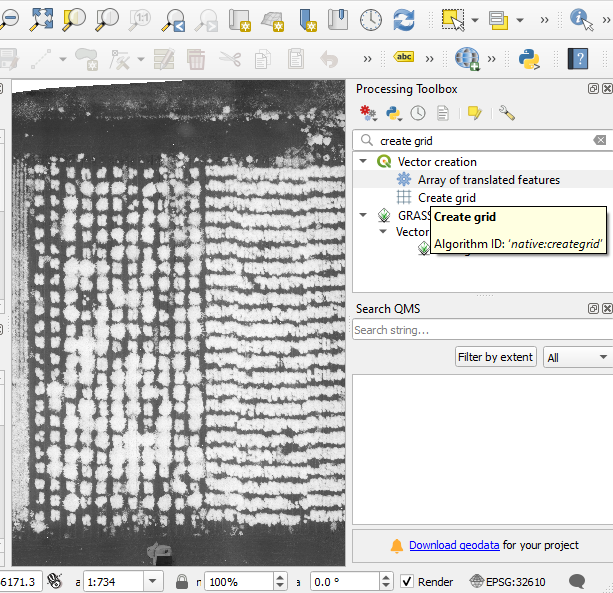 abc
Processing Toolbox
create grid
Vector creation
Array of translated features
Create grid
GRASS
Vector
Create grid
Algorithm ID: 'native:creategrid'
Search QMS
Search string...
Filter by extent
All
Download geodata for your project
6171.3
a
1:734
100%
a
0.0 °
Render
EPSG:32610